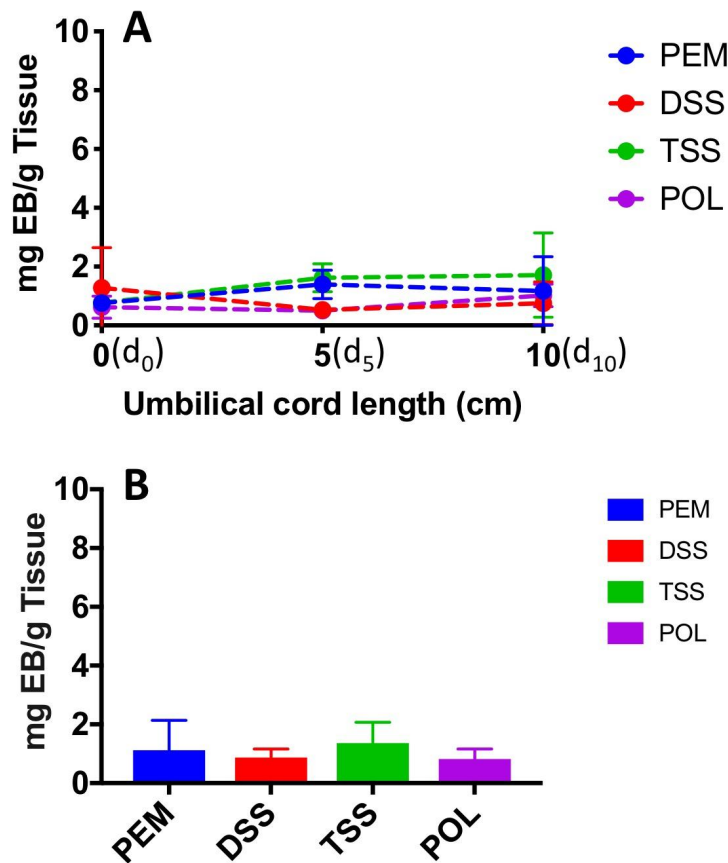 A
10
8
6
4
2
0
mg EB/g Tissue
0(d₀) 5(d₅) 10(d₁₀)
Umbilical cord length (cm)
PEM
DSS
TSS
POL
B
10
8
6
4
2
0
mg EB/g Tissue
PEM DSS TSS POL
PEM
DSS
TSS
POL